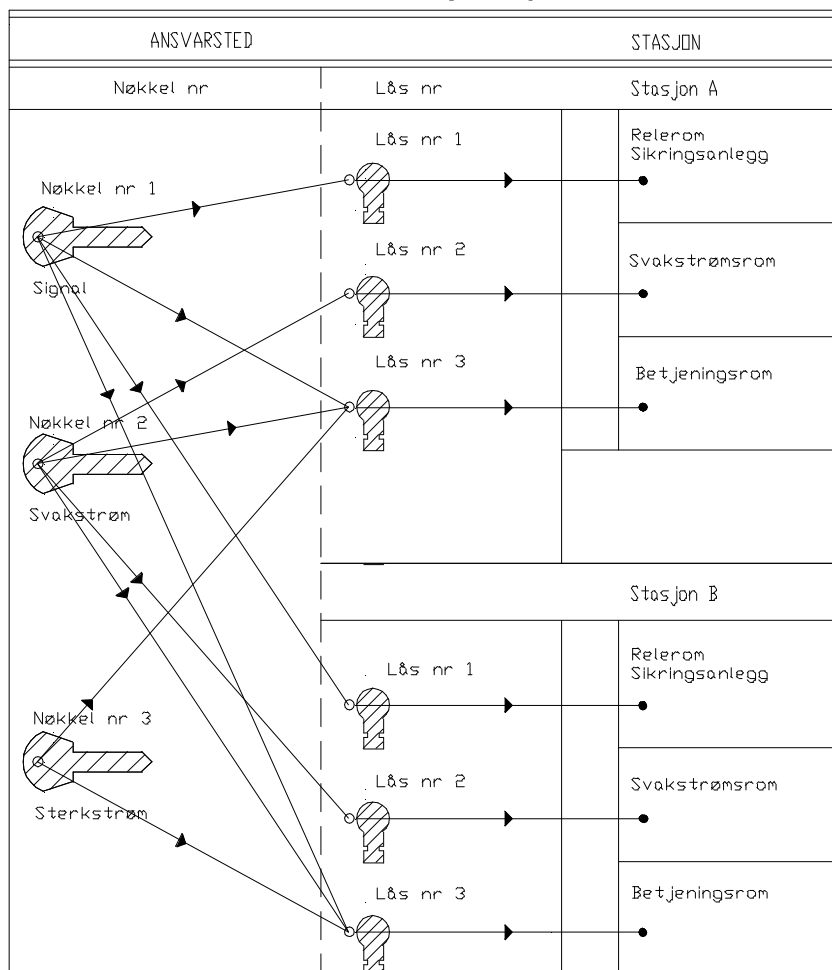 ANSVARSTED
STASJON
Nøkkel nr
Lås nr
Stasjon A
Lås nr 1
Relerom
Sikringsanlegg
Nøkkel nr 1
Signal
Lås nr 2
Svakstrømsrom
Lås nr 3
Betjeningsrom
Nøkkel nr 2
Svakstrøm
Stasjon B
Lås nr 1
Relerom
Sikringsanlegg
Nøkkel nr 3
Sterkstrøm
Lås nr 2
Svakstrømsrom
Lås nr 3
Betjeningsrom